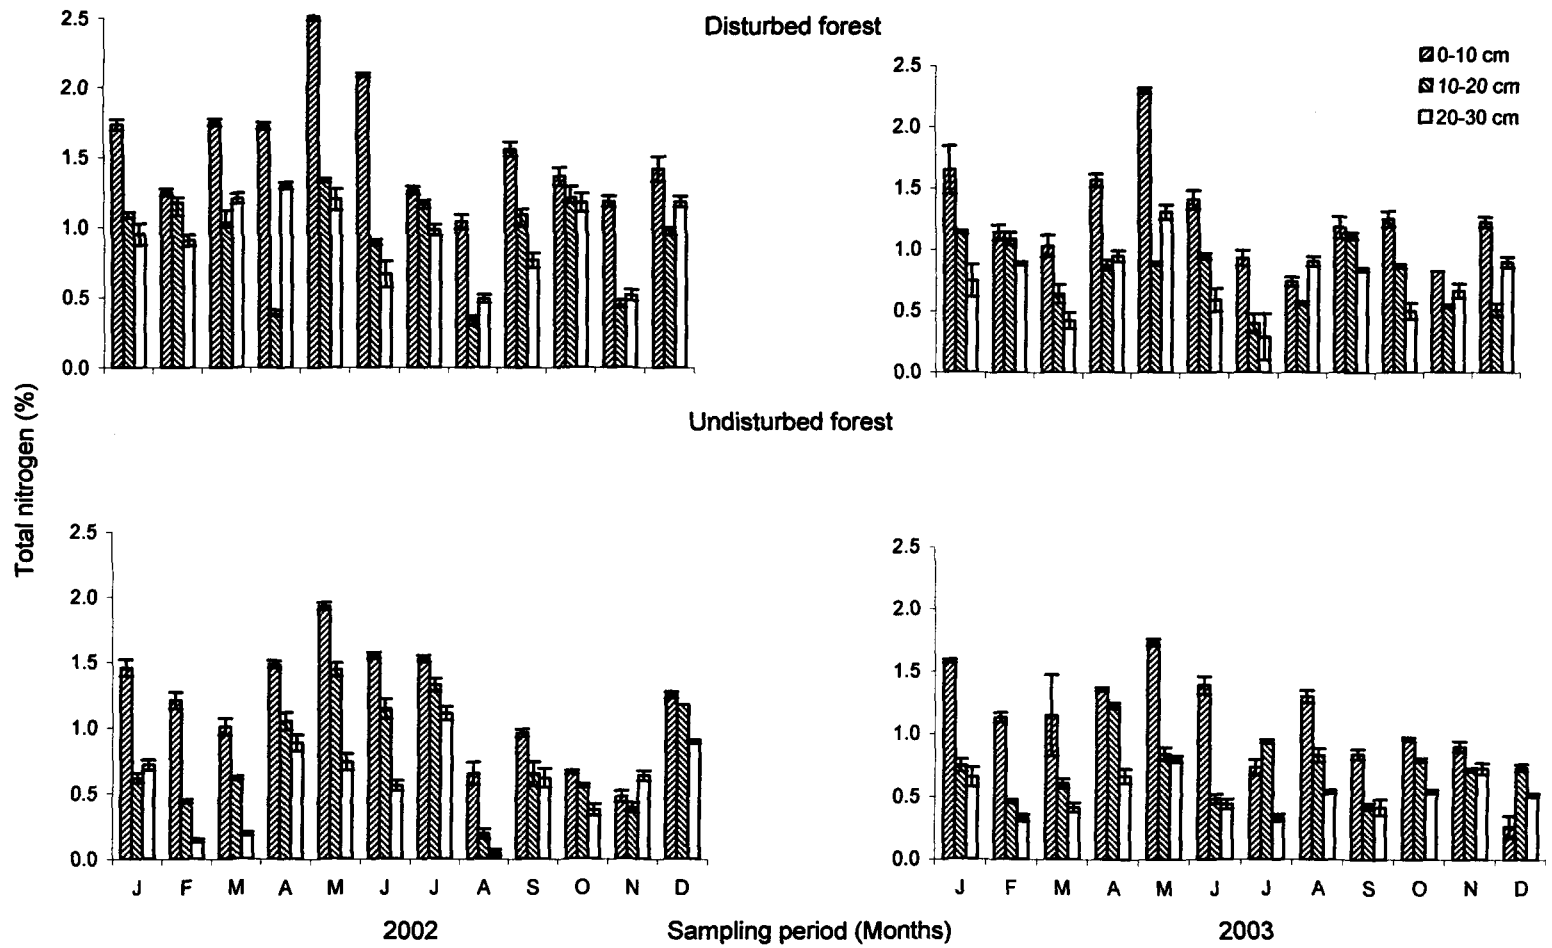 Disturbed forest
2.5
2.0
1.5
1.0
0.5
0.0
2.5
2.0
1.5
1.0
0.5
0.0
0-10 cm
10-20 cm
20-30 cm
Total nitrogen (%)
Undisturbed forest
2.5
2.0
1.5
1.0
0.5
0.0
J F M A M J J A S O N D
2.5
2.0
1.5
1.0
0.5
0.0
J F M A M J J A S O N D
2002
Sampling period (Months)
2003